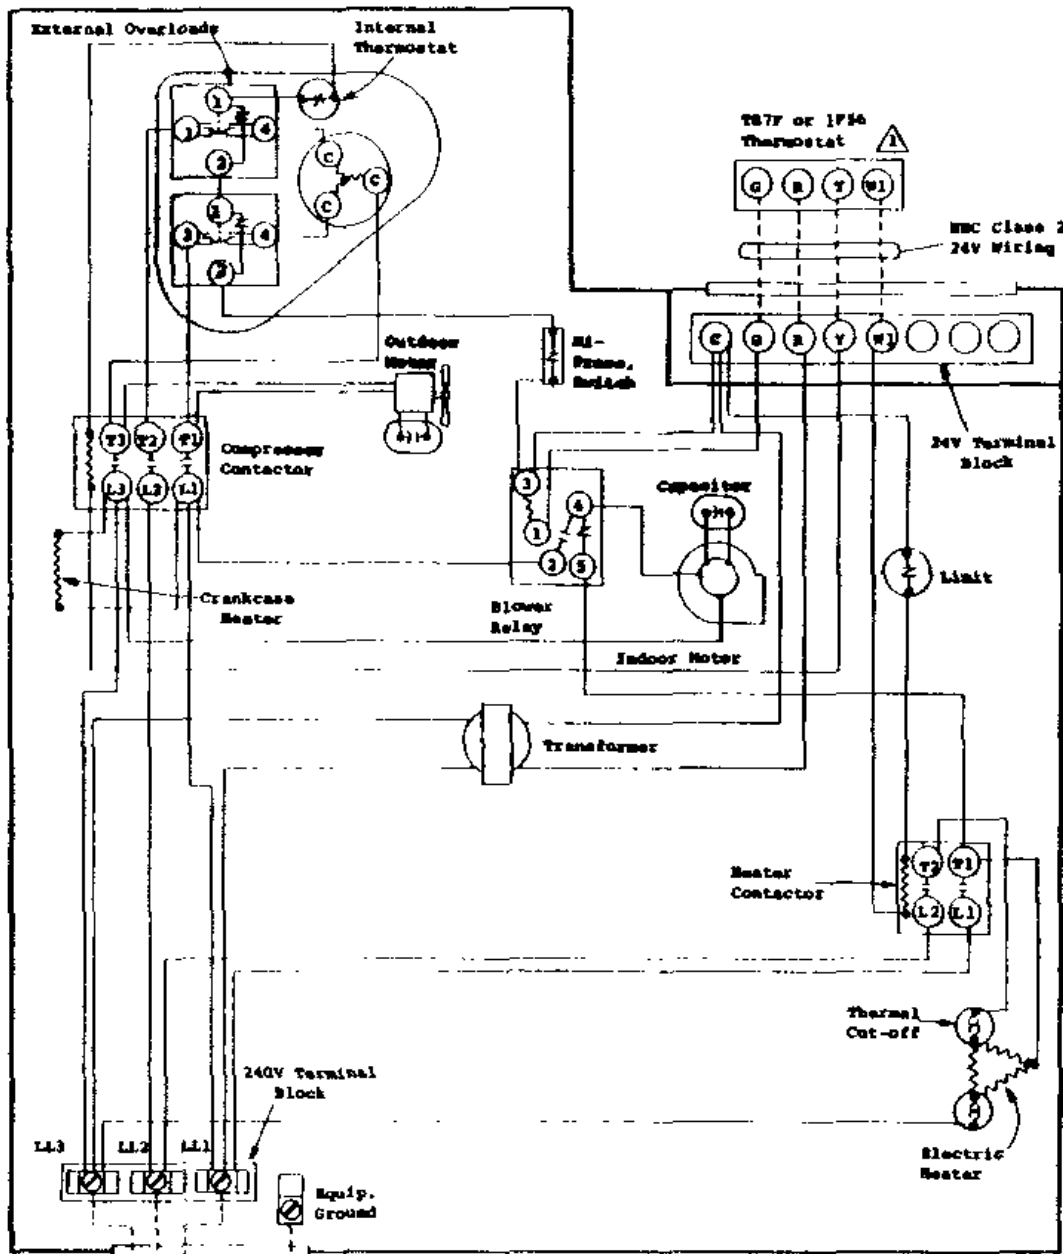 External Overloads
Internal
Thermostat
1
3
4
2
1
3
4
2
C
C
C
T87F or 1F56
Thermostat
1
G
R
Y
W1
NEC Class 2
24V Wiring
C
G
R
Y
W1
24V Terminal
Block
Outdoor
Motor
Hi-
Press.
Switch
T3
T2
T1
L3
L2
L1
Compressor
Contactor
3
4
1
2
5
Capacitor
Blower
Relay
Indoor Motor
Limit
Crankcase
Heater
Transformer
T2
T1
L2
L1
Heater
Contactor
Thermal
Cut-off
Electric
Heater
240V Terminal
Block
LL3
LL2
LL1
Equip.
Ground